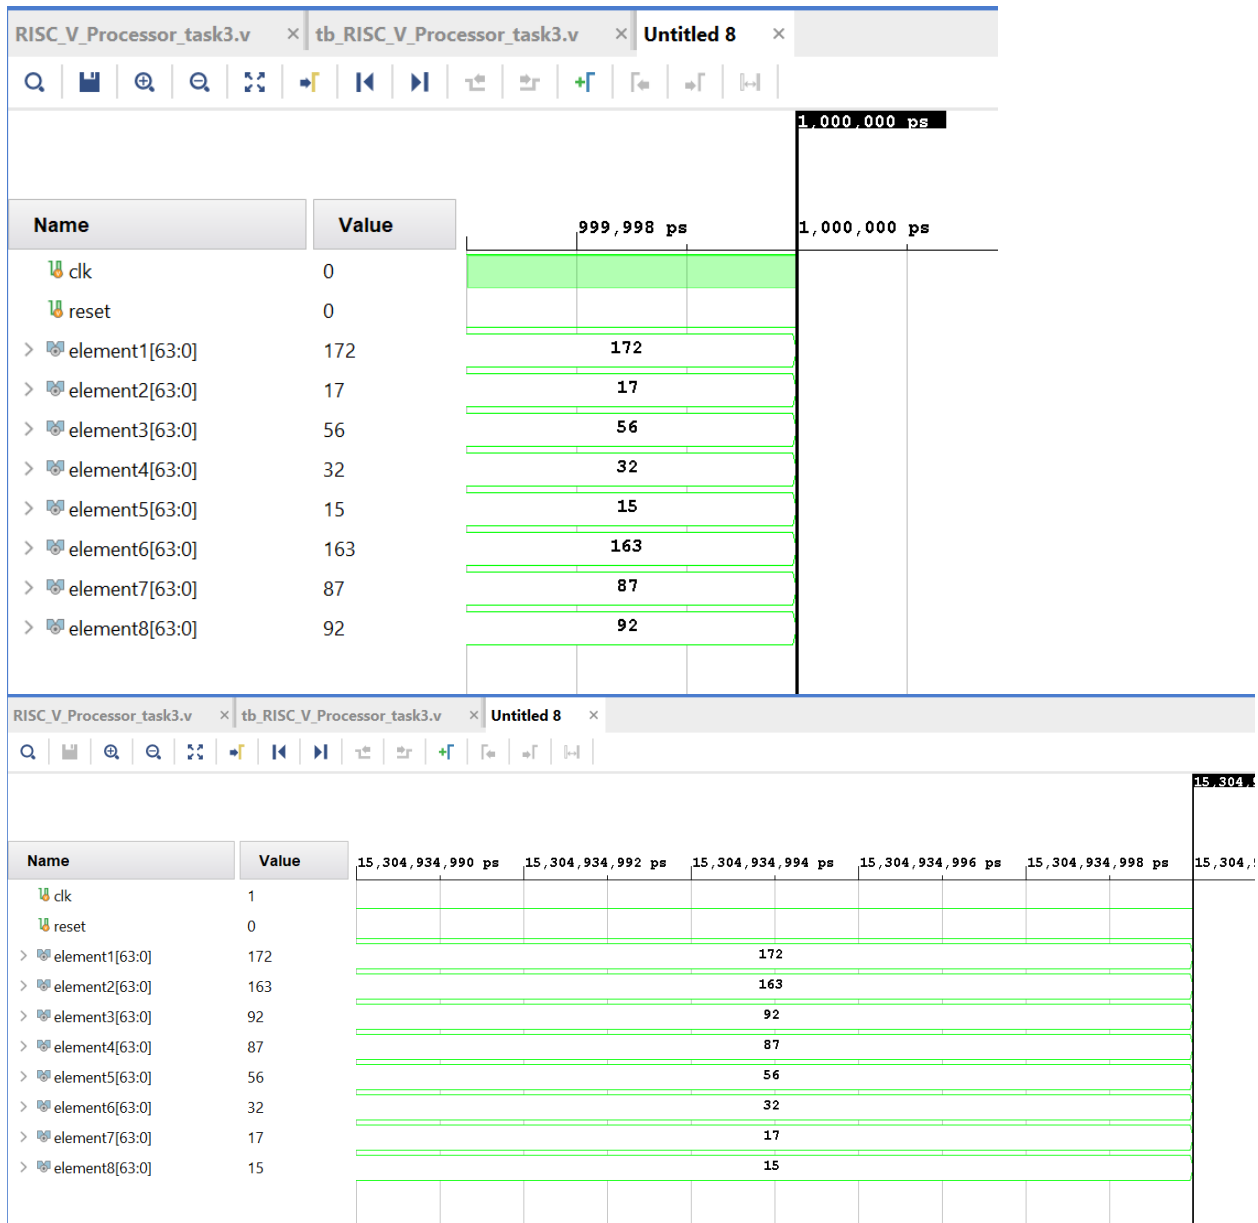 RISC_V_Processor_task3.v × tb_RISC_V_Processor_task3.v × Untitled 8 ×
1,000,000 ps
Name Value 999,998 ps 1,000,000 ps
clk 0
reset 0
element1[63:0] 172 172
element2[63:0] 17 17
element3[63:0] 56 56
element4[63:0] 32 32
element5[63:0] 15 15
element6[63:0] 163 163
element7[63:0] 87 87
element8[63:0] 92 92
RISC_V_Processor_task3.v × tb_RISC_V_Processor_task3.v × Untitled 8 ×
15,304,9
Name Value 15,304,934,990 ps 15,304,934,992 ps 15,304,934,994 ps 15,304,934,996 ps 15,304,934,998 ps 15,304,9
clk 1
reset 0
element1[63:0] 172 172
element2[63:0] 163 163
element3[63:0] 92 92
element4[63:0] 87 87
element5[63:0] 56 56
element6[63:0] 32 32
element7[63:0] 17 17
element8[63:0] 15 15